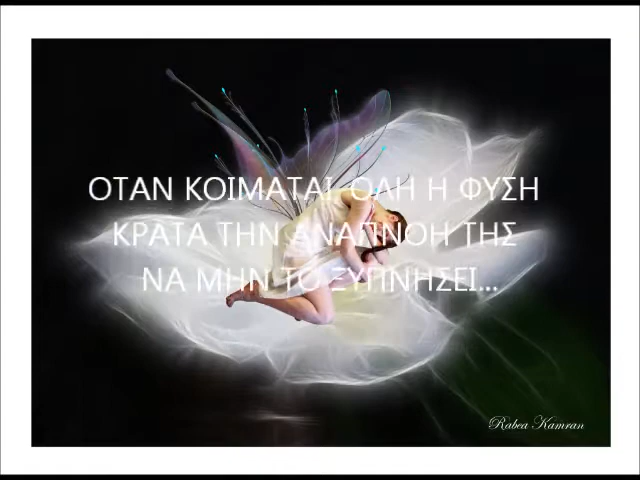 ΟΤΑΝ ΚΟΙΜΑΤΑΙ, ΟΛΗ Η ΦΥΣΗ
ΚΡΑΤΑ ΤΗΝ ΑΝΑΠΝΟΗ ΤΗΣ
ΝΑ ΜΗΝ ΤΟ ΞΥΠΝΗΣΕΙ...
Rabea Kamran